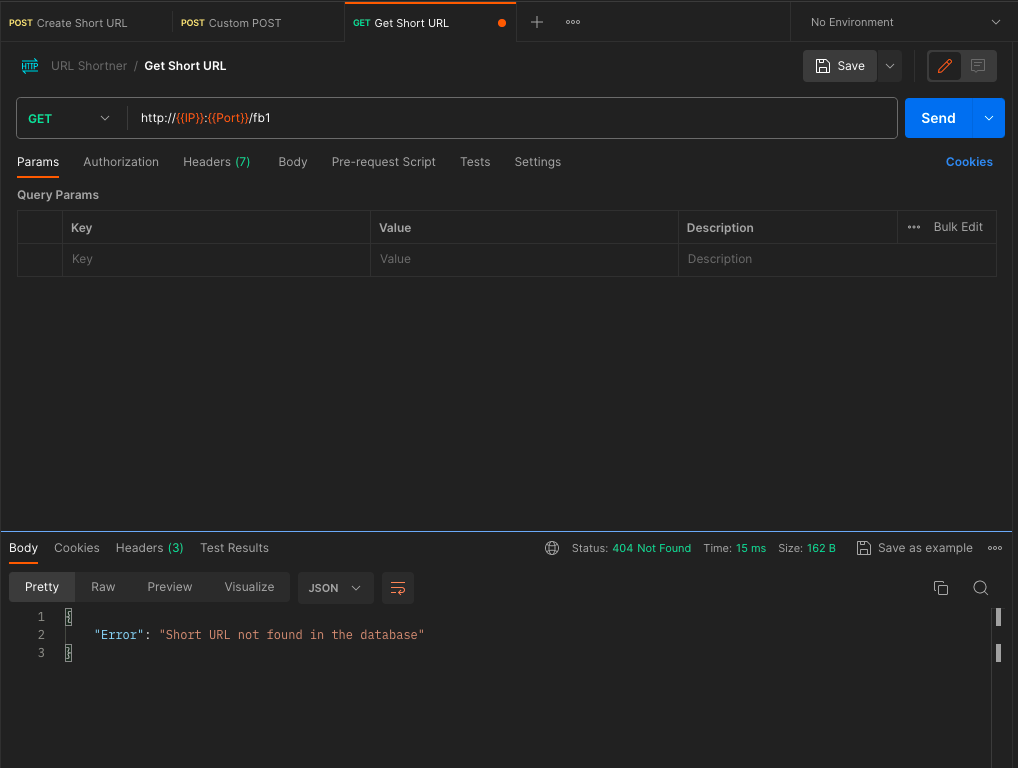 POST Create Short URL POST Custom POST GET Get Short URL No Environment
HTTP URL Shortner / Get Short URL Save
GET http://{{IP}}:{{Port}}/fb1 Send
Params Authorization Headers (7) Body Pre-request Script Tests Settings Cookies
Query Params
Key Value Description Bulk Edit
Key Value Description
Body Cookies Headers (3) Test Results Status: 404 Not Found Time: 15 ms Size: 162 B Save as example
Pretty Raw Preview Visualize JSON
1 {
2 "Error": "Short URL not found in the database"
3 }